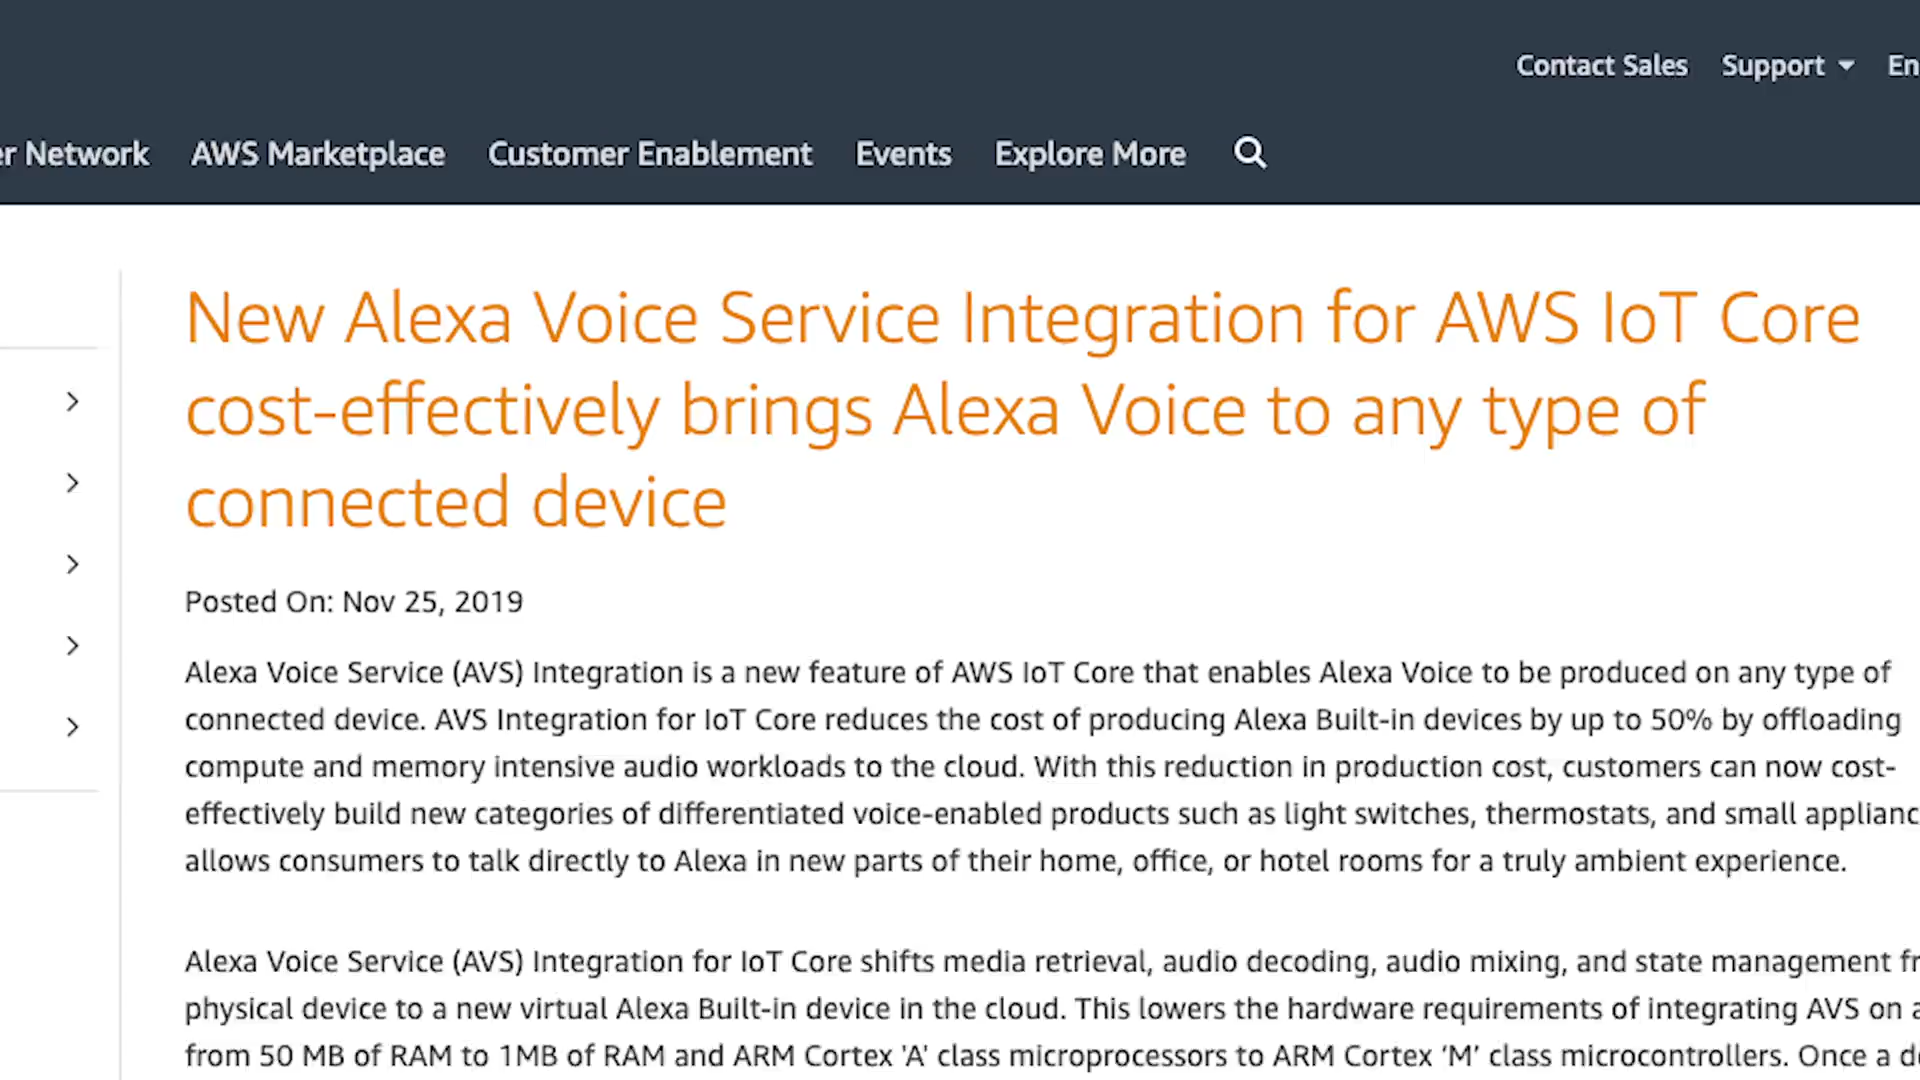 Contact Sales Support En
er Network AWS Marketplace Customer Enablement Events Explore More
New Alexa Voice Service Integration for AWS IoT Core
cost-effectively brings Alexa Voice to any type of
connected device
Posted On: Nov 25, 2019
Alexa Voice Service (AVS) Integration is a new feature of AWS IoT Core that enables Alexa Voice to be produced on any type of
connected device. AVS Integration for IoT Core reduces the cost of producing Alexa Built-in devices by up to 50% by offloading
compute and memory intensive audio workloads to the cloud. With this reduction in production cost, customers can now cost-
effectively build new categories of differentiated voice-enabled products such as light switches, thermostats, and small applianc
allows consumers to talk directly to Alexa in new parts of their home, office, or hotel rooms for a truly ambient experience.
Alexa Voice Service (AVS) Integration for IoT Core shifts media retrieval, audio decoding, audio mixing, and state management fr
physical device to a new virtual Alexa Built-in device in the cloud. This lowers the hardware requirements of integrating AVS on a
from 50 MB of RAM to 1MB of RAM and ARM Cortex 'A' class microprocessors to ARM Cortex ‘M’ class microcontrollers. Once a d